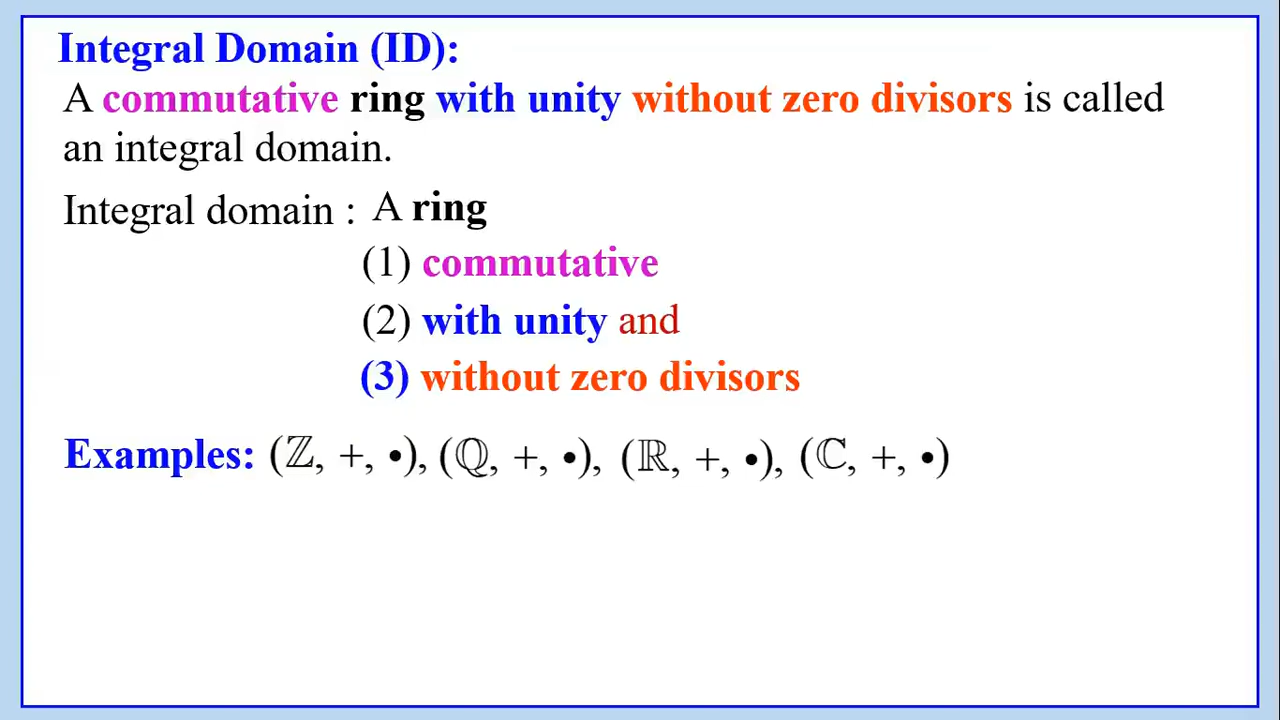 Integral Domain (ID):
A commutative ring with unity without zero divisors is called
an integral domain.
Integral domain : A ring
(1) commutative
(2) with unity and
(3) without zero divisors
Examples: (ℤ, +, •), (ℚ, +, •), (ℝ, +, •), (ℂ, +, •)